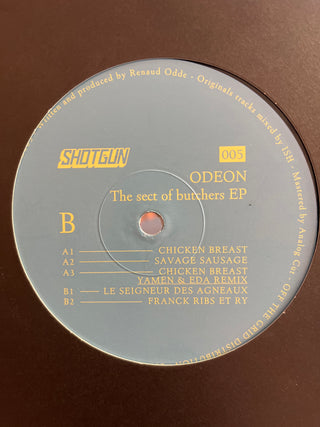 written and produced by Renaud Odde - Originals tracks mixed by ISH - Mastered by Analog Cut - OFF THE GRID DISTRIBUTION
SHOTGUN
005
ODEON
The sect of butchers EP
B
A1 CHICKEN BREAST
A2 SAVAGE SAUSAGE
A3 CHICKEN BREAST
YAMEN & EDA REMIX
B1 LE SEIGNEUR DES AGNEAUX
B2 FRANCK RIBS ET RY